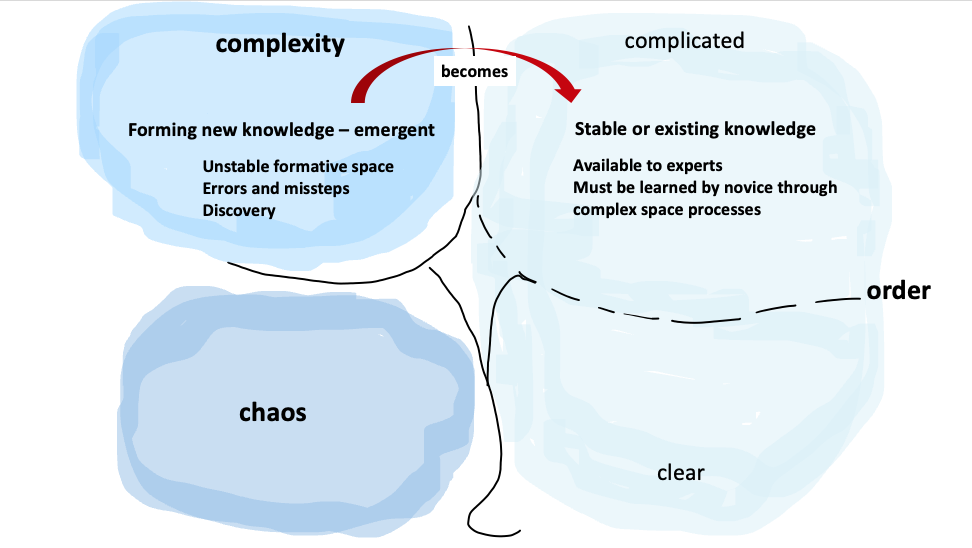 complexity
complicated
becomes
Forming new knowledge – emergent
Unstable formative space
Errors and missteps
Discovery
Stable or existing knowledge
Available to experts
Must be learned by novice through
complex space processes
order
chaos
clear